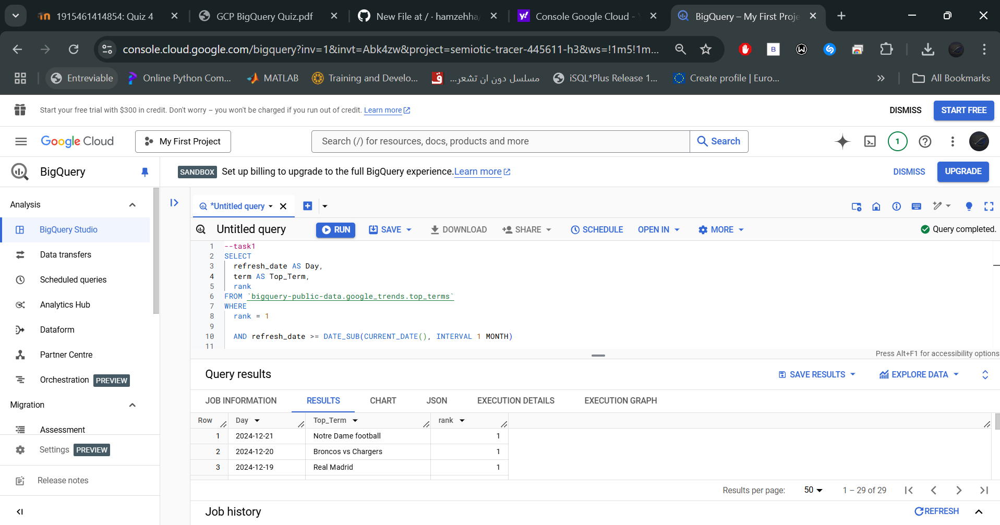 1915461414854: Quiz 4
GCP BigQuery Quiz.pdf
New File at / · hamzehha
Console Google Cloud -
BigQuery – My First Proje
console.cloud.google.com/bigquery?inv=1&invt=Abk4zw&project=semiotic-tracer-445611-h3&ws=!1m5!1m...
Entreviable
Online Python Com...
MATLAB
Training and Develo...
مسلسل دون ان تشعر...
iSQL*Plus Release 1...
Create profile | Euro...
»
All Bookmarks
Start your free trial with $300 in credit. Don't worry – you won't be charged if you run out of credit. Learn more
DISMISS
START FREE
Google Cloud
My First Project
Search (/) for resources, docs, products and more
Search
1
BigQuery
SANDBOX Set up billing to upgrade to the full BigQuery experience. Learn more
DISMISS
UPGRADE
Analysis
BigQuery Studio
Data transfers
Scheduled queries
Analytics Hub
Dataform
Partner Centre
Orchestration PREVIEW
Migration
Assessment
Settings PREVIEW
Release notes
*Untitled query
Untitled query
RUN
SAVE
DOWNLOAD
SHARE
SCHEDULE
OPEN IN
MORE
Query completed.
1 --task1
2 SELECT
3 refresh_date AS Day,
4 term AS Top_Term,
5 rank
6 FROM `bigquery-public-data.google_trends.top_terms`
7 WHERE
8 rank = 1
9
10 AND refresh_date >= DATE_SUB(CURRENT_DATE(), INTERVAL 1 MONTH)
11
Press Alt+F1 for accessibility options
Query results
SAVE RESULTS
EXPLORE DATA
JOB INFORMATION
RESULTS
CHART
JSON
EXECUTION DETAILS
EXECUTION GRAPH
Row Day Top_Term rank
1 2024-12-21 Notre Dame football 1
2 2024-12-20 Broncos vs Chargers 1
3 2024-12-19 Real Madrid 1
Results per page: 50 1 – 29 of 29
Job history
REFRESH